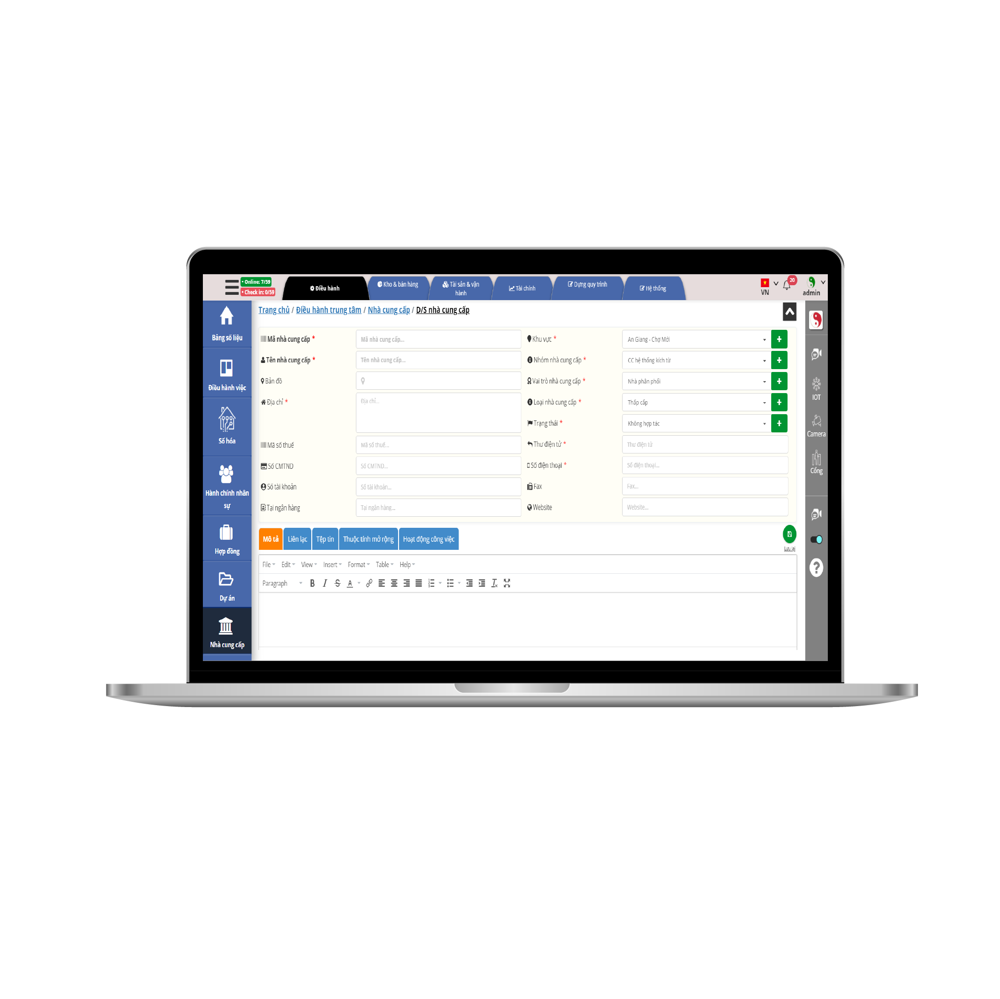 • Online: 7/59
• Check in: 0/59
Điều hành
Kho & bán hàng
Tài sản & vận
hành
Tài chính
Dựng quy trình
Hệ thống
VN
20
admin
Bảng số liệu
Điều hành việc
Số hóa
Hành chính nhân
sự
Hợp đồng
Dự án
Nhà cung cấp
Trang chủ / Điều hành trung tâm / Nhà cung cấp / D/S nhà cung cấp
Mã nhà cung cấp * Mã nhà cung cấp...
Tên nhà cung cấp * Tên nhà cung cấp...
Bản đồ
Địa chỉ * Địa chỉ...
Mã số thuế Mã số thuế...
Số CMTND Số CMTND...
Số tài khoản Số tài khoản...
Tại ngân hàng Tại ngân hàng...
Khu vực * An Giang - Chợ Mới +
Nhóm nhà cung cấp * CC hệ thống kích từ +
Vai trò nhà cung cấp * Nhà phân phối +
Loại nhà cung cấp * Thấp cấp +
Trạng thái * Không hợp tác +
Thư điện tử * Thư điện tử
Số điện thoại * Số điện thoại...
Fax Fax...
Website Website...
Mô tả Liên lạc Tệp tin Thuộc tính mở rộng Hoạt động công việc
Lưu lại
File Edit View Insert Format Table Help
Paragraph B I S A
IOT
Camera
Cổng
?